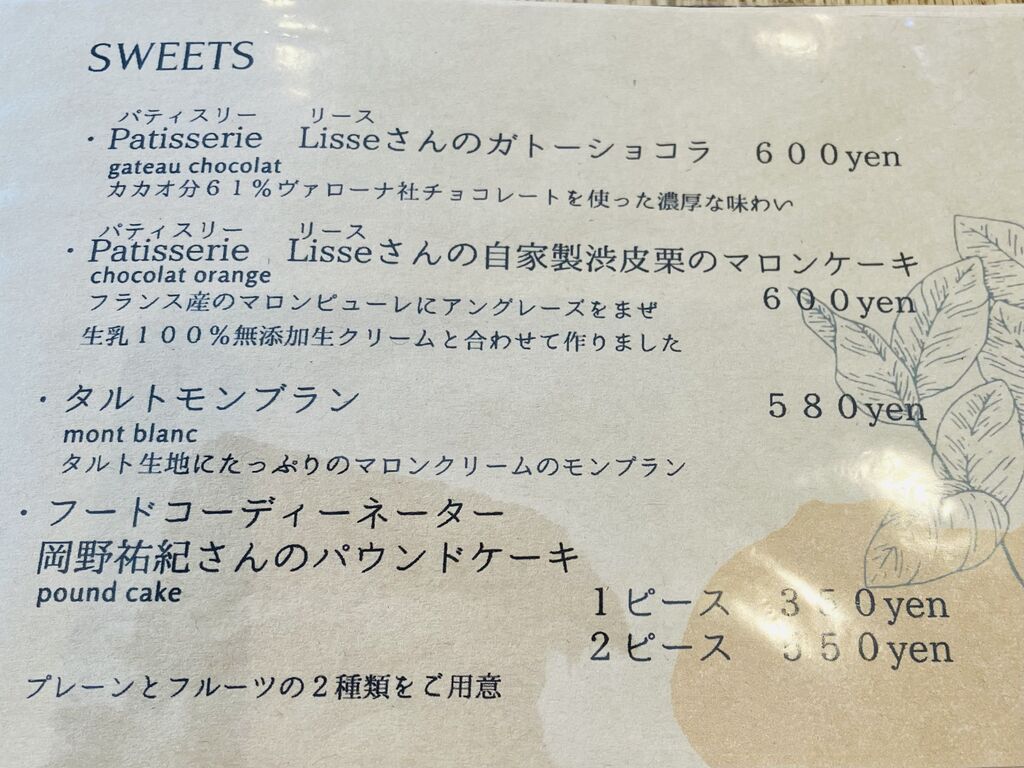 SWEETS
パティスリー　リース
・Patisserie　Lisseさんのガトーショコラ　６００yen
gateau chocolat
カカオ分６１％ヴァローナ社チョコレートを使った濃厚な味わい
パティスリー　リース
・Patisserie　Lisseさんの自家製渋皮栗のマロンケーキ
chocolat orange
６００yen
フランス産のマロンピューレにアングレーズをまぜ
生乳１００％無添加生クリームと合わせて作りました
・タルトモンブラン　５８０yen
mont blanc
タルト生地にたっぷりのマロンクリームのモンブラン
・フードコーディーネーター
岡野祐紀さんのパウンドケーキ
pound cake
１ピース　３５０yen
２ピース　５５０yen
プレーンとフルーツの２種類をご用意